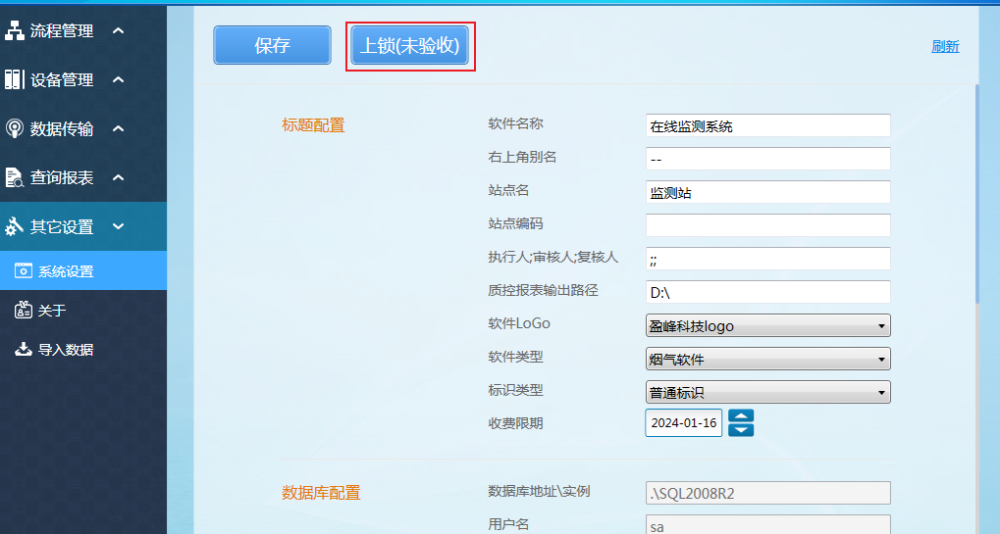 流程管理
设备管理
数据传输
查询报表
其它设置
系统设置
关于
导入数据
保存
上锁(未验收)
刷新
标题配置
软件名称 在线监测系统
右上角别名 --
站点名 监测站
站点编码
执行人;审核人;复核人 ;;
质控报表输出路径 D:\
软件LoGo 盈峰科技logo
软件类型 烟气软件
标识类型 普通标识
收费限期 2024-01-16
数据库配置
数据库地址\实例 .\SQL2008R2
用户名 sa